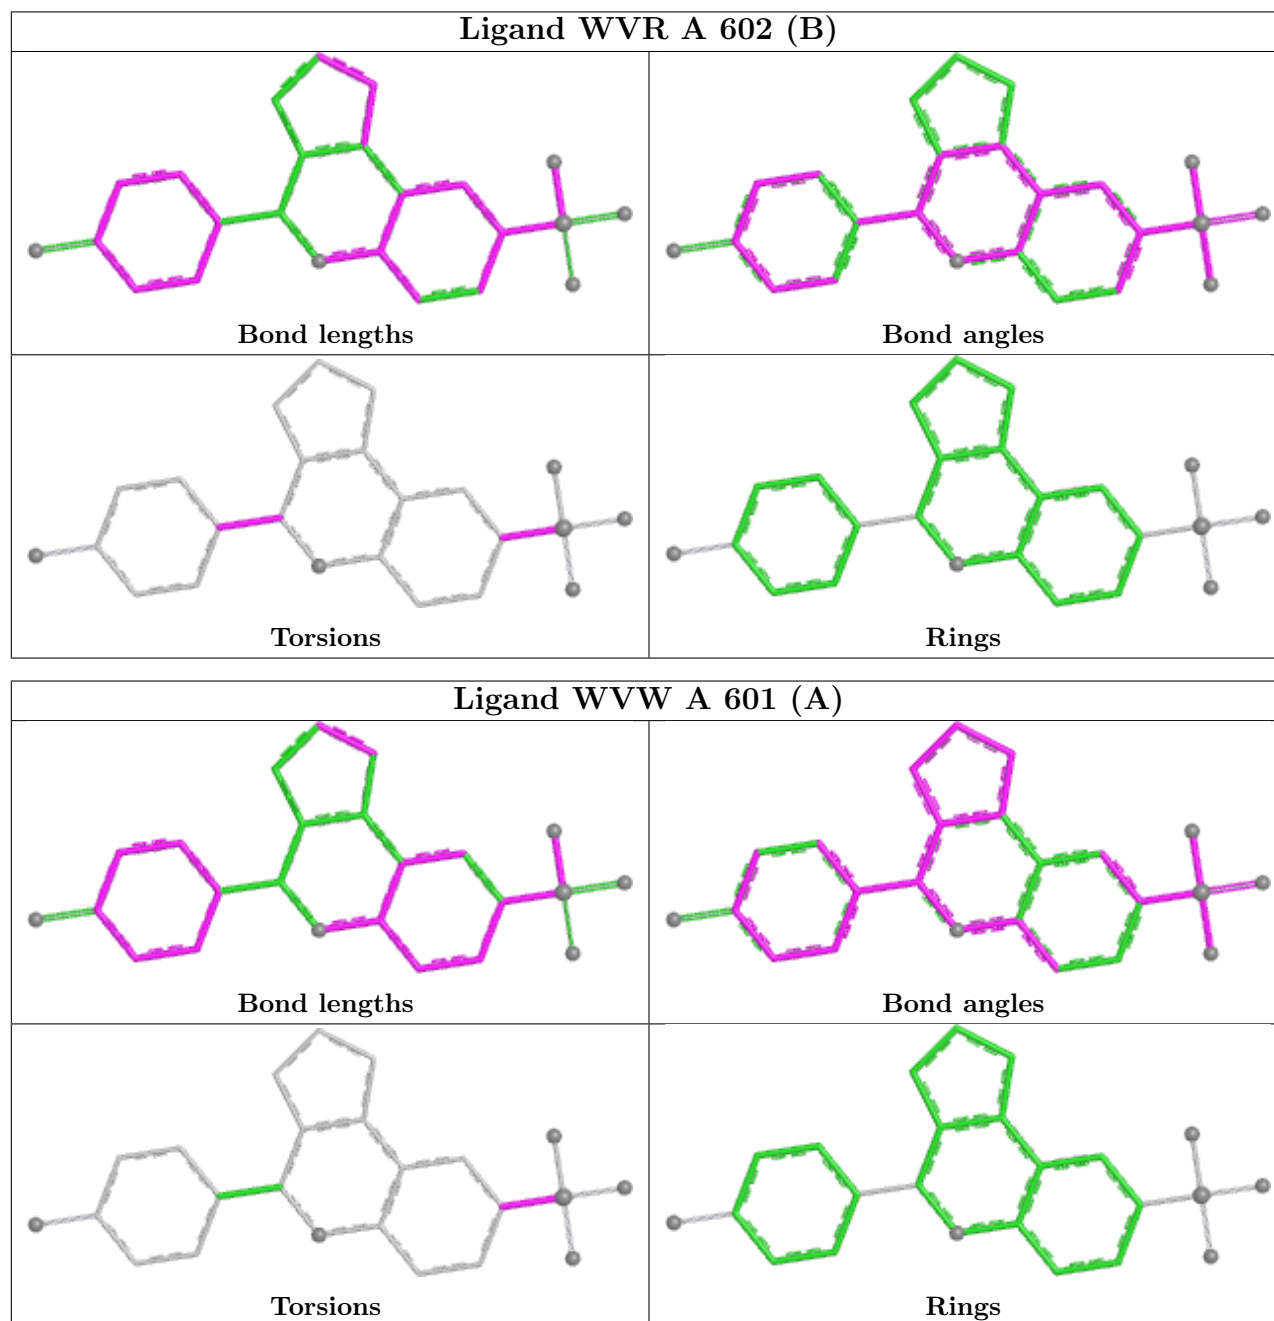 Ligand WVR A 602 (B)
Bond lengths
Bond angles
Torsions
Rings
Ligand WVW A 601 (A)
Bond lengths
Bond angles
Torsions
Rings